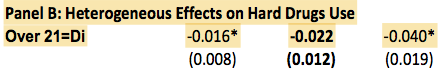 Panel B: Heterogeneous Effects on Hard Drugs Use
Over 21=Di -0.016* -0.022 -0.040*
(0.008) (0.012) (0.019)